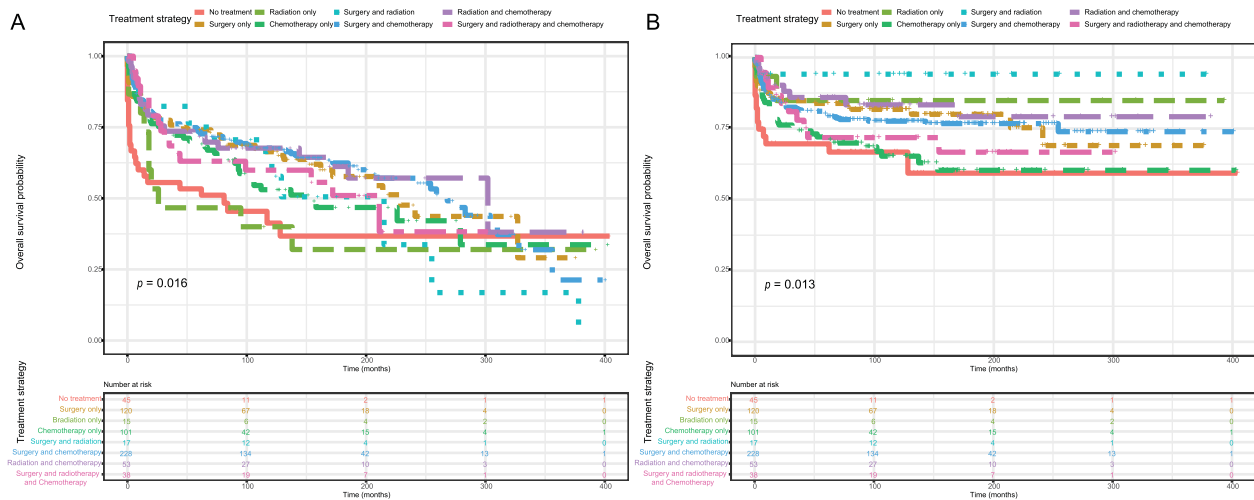 A
Treatment strategy
No treatment
Radiation only
Surgery and radiation
Radiation and chemotherapy
Surgery only
Chemotherapy only
Surgery and chemotherapy
Surgery and radiotherapy and chemotherapy
Overall survival probability
1.00
0.75
0.50
0.25
0.00
p = 0.016
0 100 200 300 400
Time (months)
Treatment strategy
Number at risk
No treatment 45 11 2 1 1
Surgery only 120 67 18 4 0
Bradiation only 15 6 4 2 0
Chemotherapy only 101 42 15 4 1
Surgery and radiation 17 12 4 1 0
Surgery and chemotherapy 228 134 42 13 1
Radiation and chemotherapy 53 27 10 3 0
Surgery and radiotherapy 38 19 7 1 0
and Chemotherapy
0 100 200 300 400
Time (months)
B
Treatment strategy
No treatment
Radiation only
Surgery and radiation
Radiation and chemotherapy
Surgery only
Chemotherapy only
Surgery and chemotherapy
Surgery and radiotherapy and chemotherapy
Overall survival probability
1.00
0.75
0.50
0.25
0.00
p = 0.013
0 100 200 300 400
Time (months)
Treatment strategy
Number at risk
No treatment 45 11 2 1 1
Surgery only 120 67 18 4 0
Bradiation only 15 6 4 2 0
Chemotherapy only 101 42 15 4 1
Surgery and radiation 17 12 4 1 0
Surgery and chemotherapy 228 134 42 13 1
Radiation and chemotherapy 53 27 10 3 0
Surgery and radiotherapy 38 19 7 1 0
and Chemotherapy
0 100 200 300 400
Time (months)